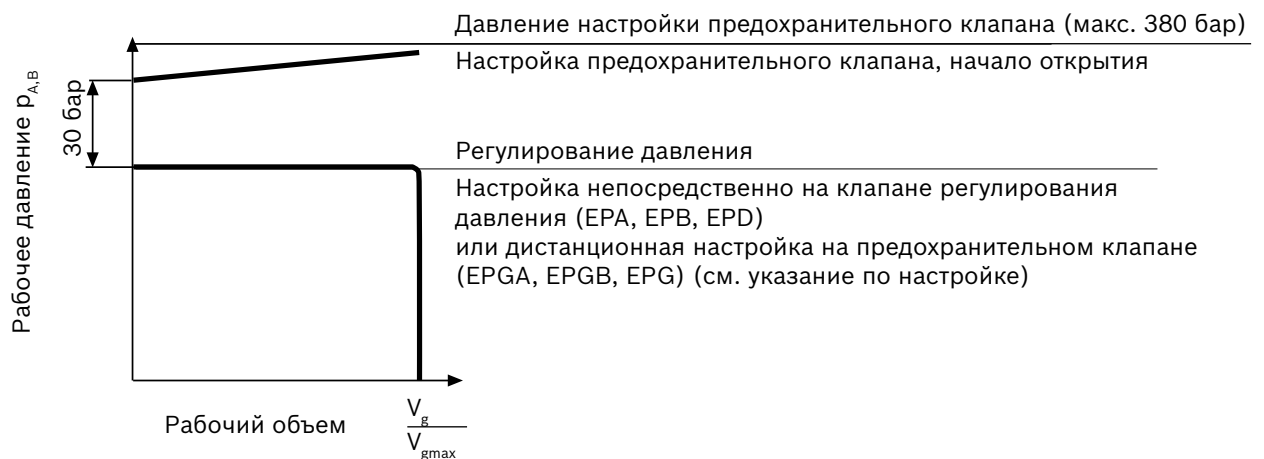 Давление настройки предохранительного клапана (макс. 380 бар)
Настройка предохранительного клапана, начало открытия
Рабочее давление pA,B
30 бар
Регулирование давления
Настройка непосредственно на клапане регулирования
давления (EPA, EPB, EPD)
или дистанционная настройка на предохранительном клапане
(EPGA, EPGB, EPG) (см. указание по настройке)
Рабочий объем
Vg
Vgmax